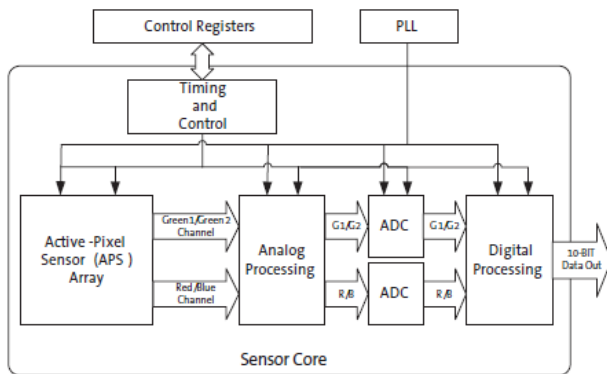 Control Registers
PLL
Timing
and
Control
Active -Pixel
Sensor (APS )
Array
Green1/Green2
Channel
Red/Blue
Channel
Analog
Processing
G1/G2
R/B
ADC
ADC
G1/G2
R/B
Digital
Processing
10-BIT
Data Out
Sensor Core